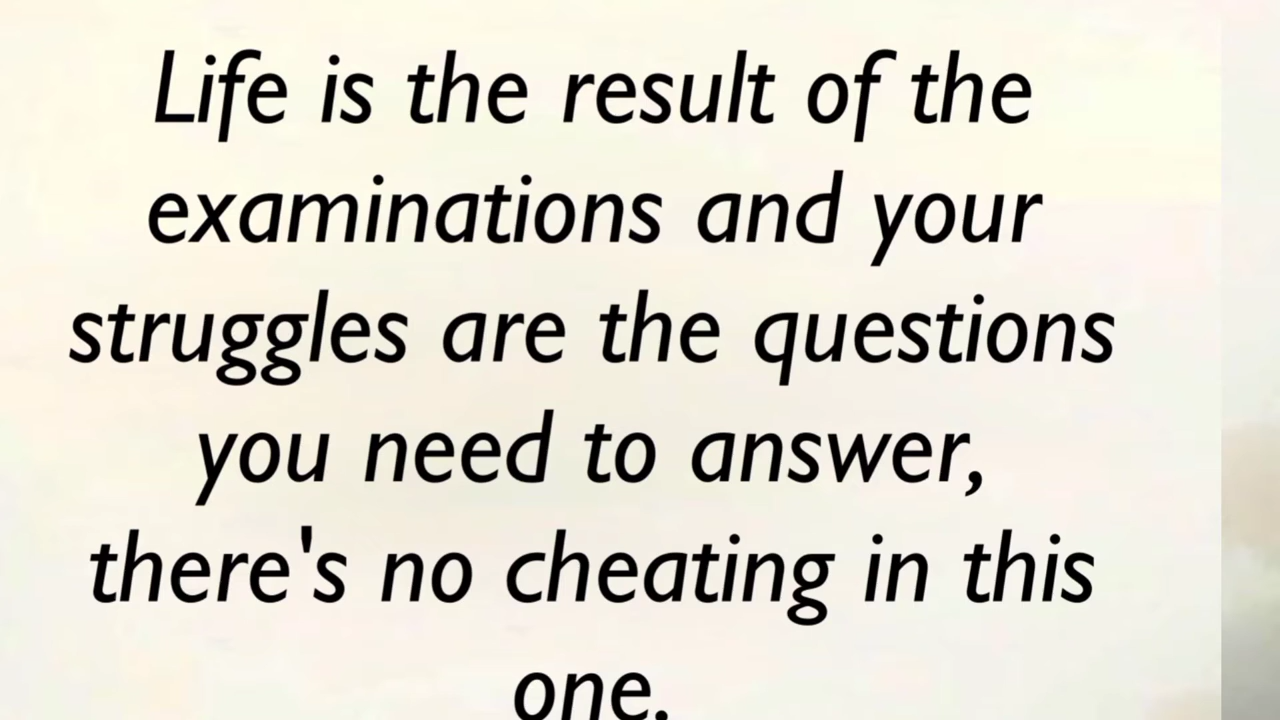 Life is the result of the
examinations and your
struggles are the questions
you need to answer,
there's no cheating in this
one.